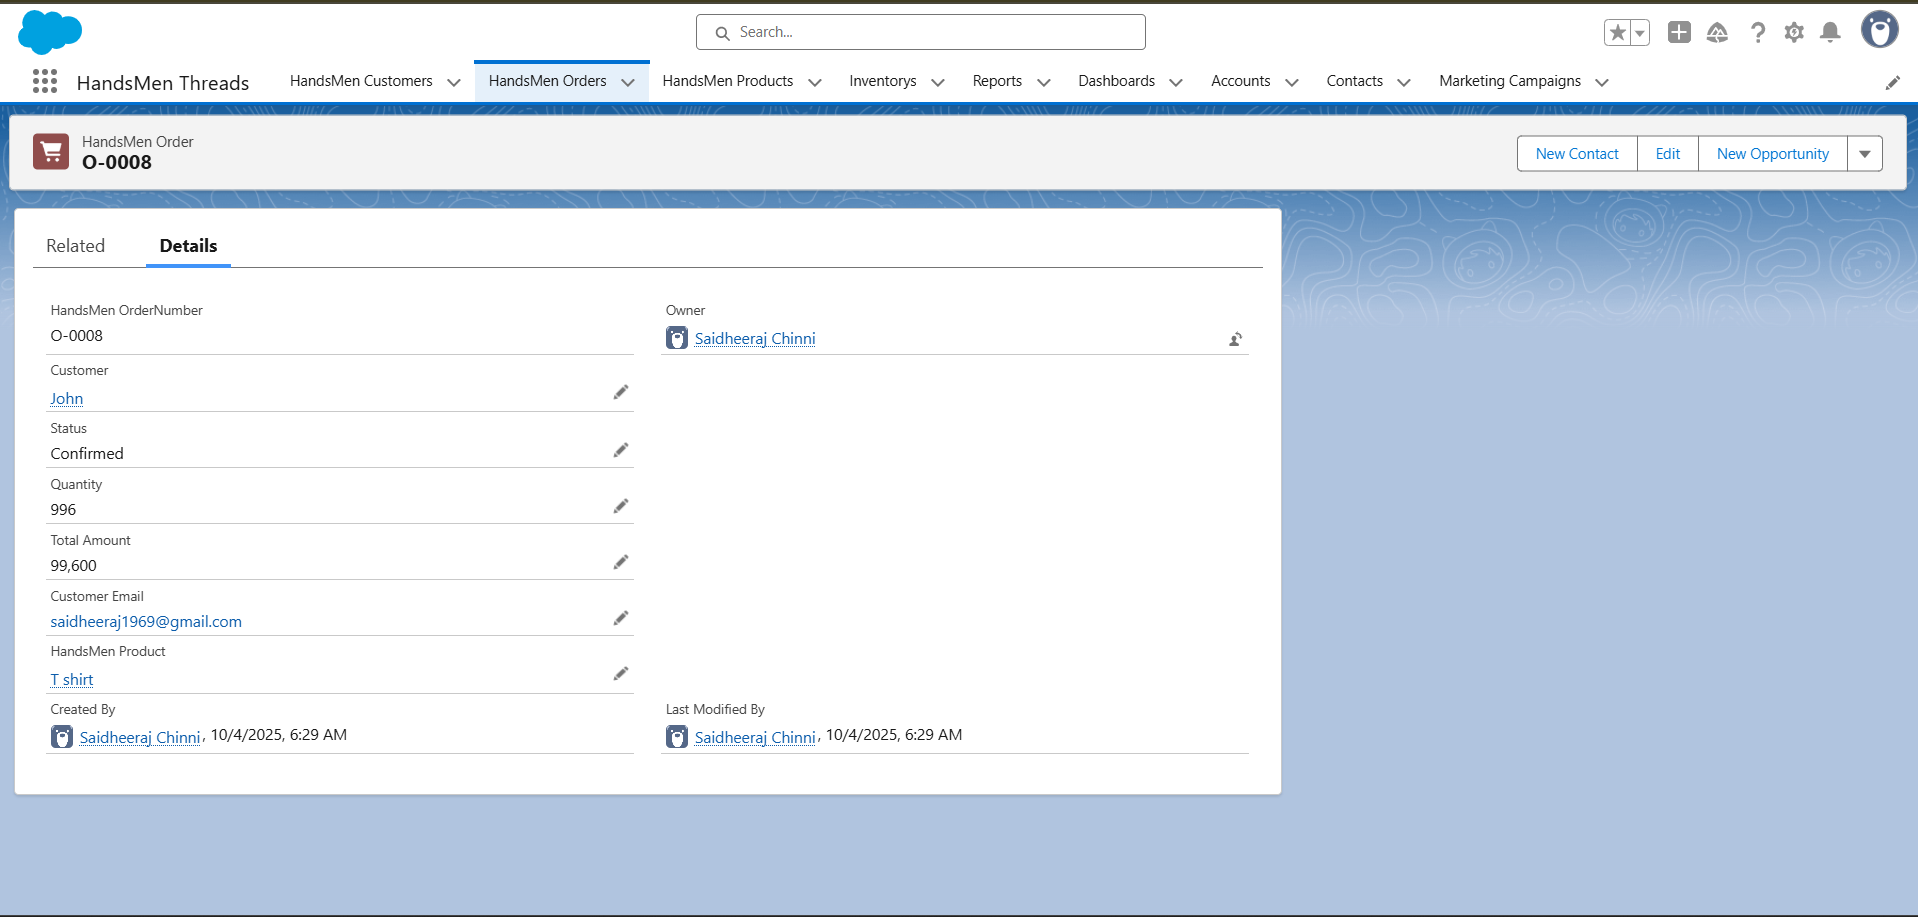 Search...
HandsMen Threads
HandsMen Customers
HandsMen Orders
HandsMen Products
Inventorys
Reports
Dashboards
Accounts
Contacts
Marketing Campaigns
HandsMen Order
O-0008
New Contact
Edit
New Opportunity
Related
Details
HandsMen OrderNumber
O-0008
Owner
Saidheeraj Chinni
Customer
John
Status
Confirmed
Quantity
996
Total Amount
99,600
Customer Email
saidheeraj1969@gmail.com
HandsMen Product
T shirt
Created By
Saidheeraj Chinni, 10/4/2025, 6:29 AM
Last Modified By
Saidheeraj Chinni, 10/4/2025, 6:29 AM